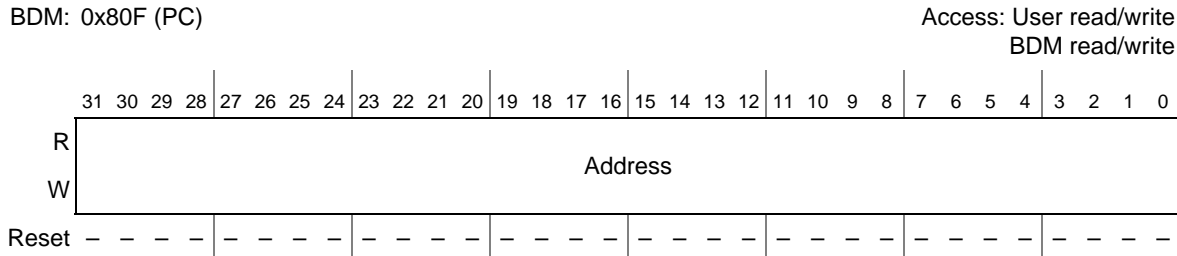 BDM: 0x80F (PC) Access: User read/write
BDM read/write
31 30 29 28 27 26 25 24 23 22 21 20 19 18 17 16 15 14 13 12 11 10 9 8 7 6 5 4 3 2 1 0
R
Address
W
Reset – – – – – – – – – – – – – – – – – – – – – – – – – – – – – – – –